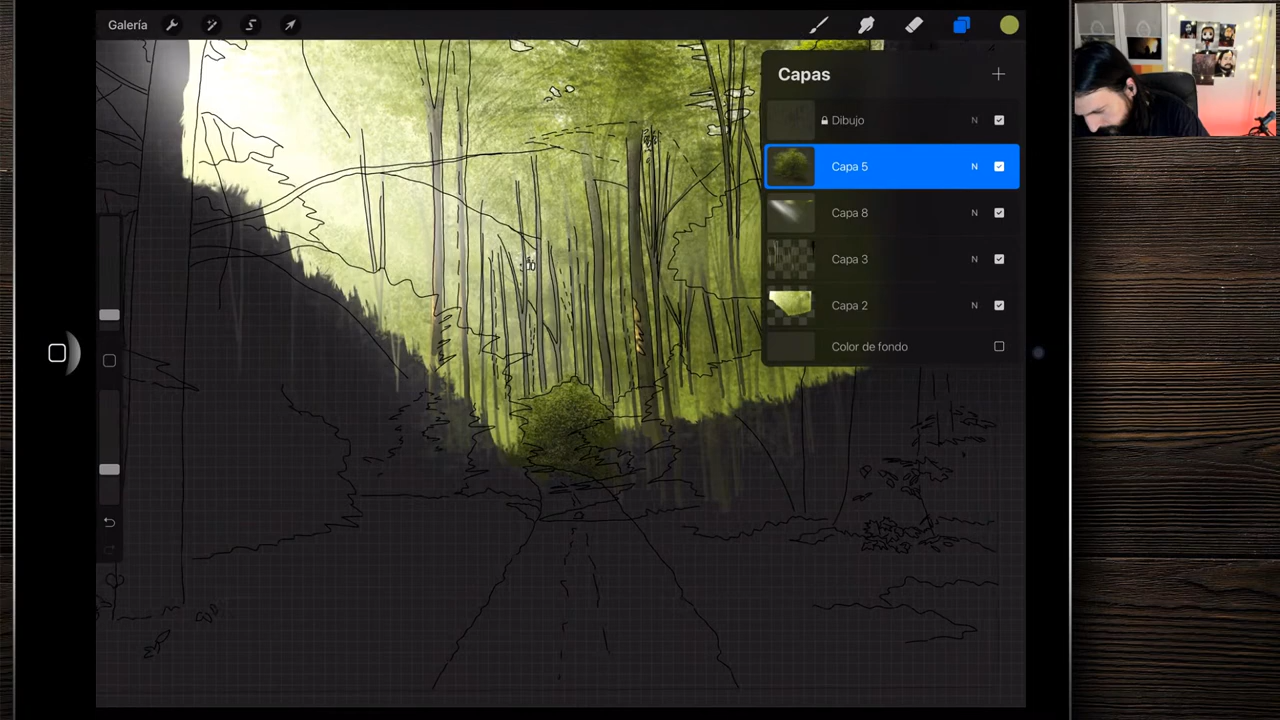 Galería
Capas
Dibujo N
Capa 5 N
Capa 8 N
Capa 3 N
Capa 2 N
Color de fondo